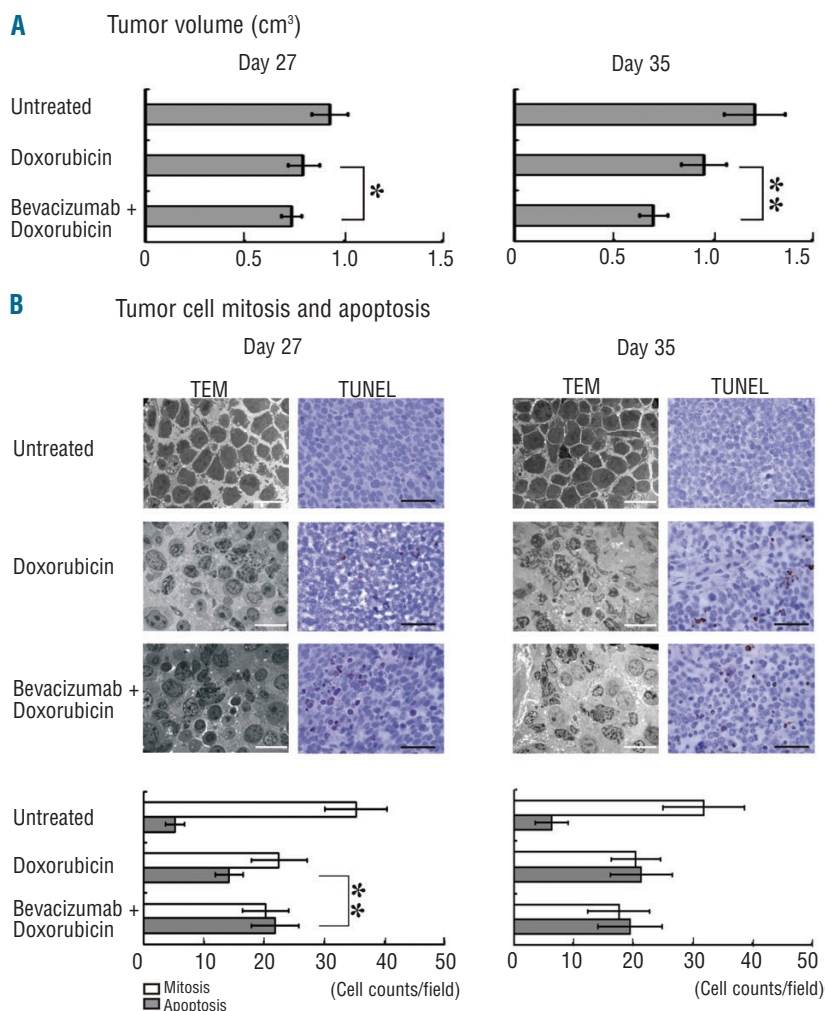 A Tumor volume (cm³)
Day 27 Day 35
Untreated
Doxorubicin
*
*
*
Bevacizumab +
Doxorubicin
0 0.5 1.0 1.5 0 0.5 1.0 1.5
B Tumor cell mitosis and apoptosis
Day 27 Day 35
TEM TUNEL TEM TUNEL
Untreated
Doxorubicin
Bevacizumab +
Doxorubicin
Untreated
Doxorubicin
*
*
Bevacizumab +
Doxorubicin
0 10 20 30 40 50 0 10 20 30 40 50
Mitosis (Cell counts/field) (Cell counts/field)
Apoptosis